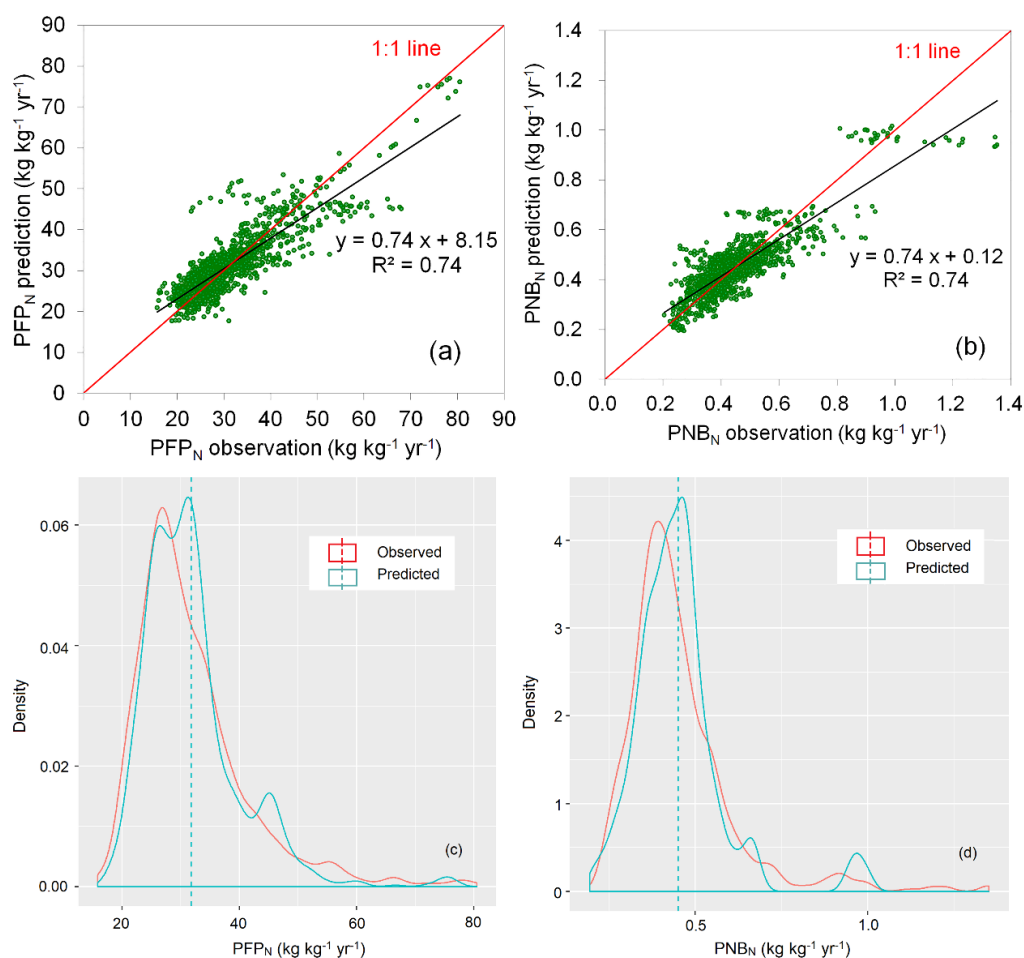 90
80
70
60
50
40
30
20
10
0
PFP_N prediction (kg kg⁻¹ yr⁻¹)
1:1 line
y = 0.74 x + 8.15
R² = 0.74
(a)
0 10 20 30 40 50 60 70 80 90
PFP_N observation (kg kg⁻¹ yr⁻¹)
1.4
1.2
1.0
0.8
0.6
0.4
0.2
0.0
PNB_N prediction (kg kg⁻¹ yr⁻¹)
1:1 line
y = 0.74 x + 0.12
R² = 0.74
(b)
0.0 0.2 0.4 0.6 0.8 1.0 1.2 1.4
PNB_N observation (kg kg⁻¹ yr⁻¹)
0.06
0.04
0.02
0.00
Density
Observed
Predicted
(c)
20 40 60 80
PFP_N (kg kg⁻¹ yr⁻¹)
4
3
2
1
0
Density
Observed
Predicted
(d)
0.5 1.0
PNB_N (kg kg⁻¹ yr⁻¹)